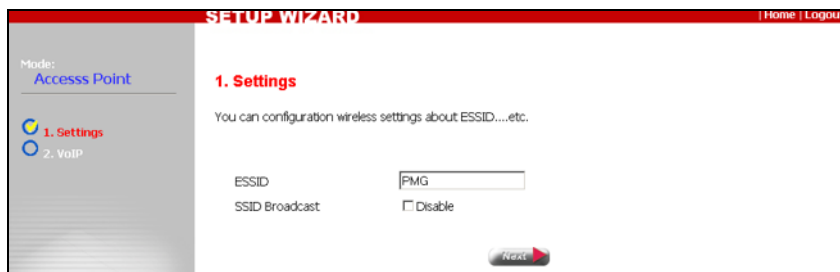 SETUP WIZARD
| Home | Logou
Mode:
Accesss Point
1. Settings
2. VoIP
1. Settings
You can configuration wireless settings about ESSID....etc.
ESSID PMG
SSID Broadcast Disable
Next